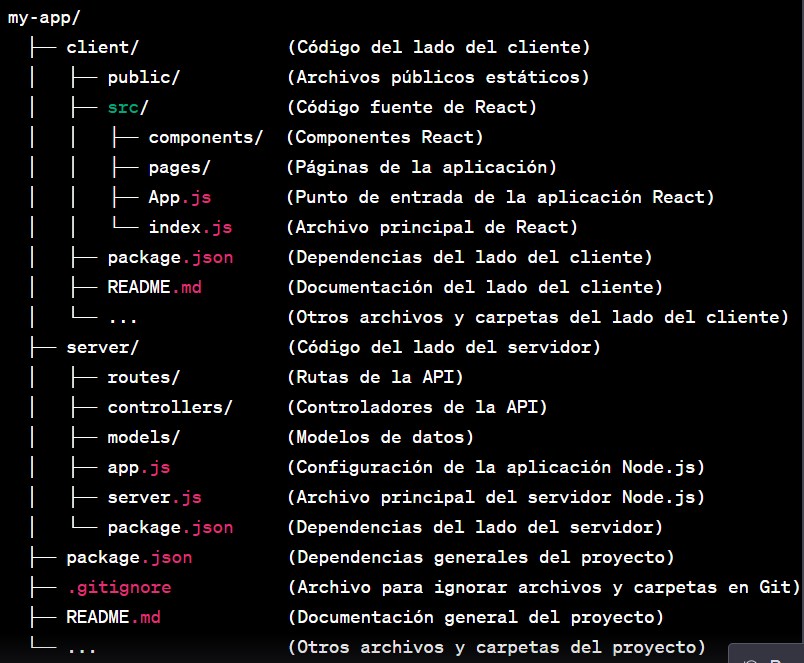 my-app/
├── client/ (Código del lado del cliente)
│ ├── public/ (Archivos públicos estáticos)
│ ├── src/ (Código fuente de React)
│ │ ├── components/ (Componentes React)
│ │ ├── pages/ (Páginas de la aplicación)
│ │ ├── App.js (Punto de entrada de la aplicación React)
│ │ └── index.js (Archivo principal de React)
│ ├── package.json (Dependencias del lado del cliente)
│ ├── README.md (Documentación del lado del cliente)
│ └── ... (Otros archivos y carpetas del lado del cliente)
├── server/ (Código del lado del servidor)
│ ├── routes/ (Rutas de la API)
│ ├── controllers/ (Controladores de la API)
│ ├── models/ (Modelos de datos)
│ ├── app.js (Configuración de la aplicación Node.js)
│ ├── server.js (Archivo principal del servidor Node.js)
│ └── package.json (Dependencias del lado del servidor)
├── package.json (Dependencias generales del proyecto)
├── .gitignore (Archivo para ignorar archivos y carpetas en Git)
├── README.md (Documentación general del proyecto)
└── ... (Otros archivos y carpetas del proyecto)